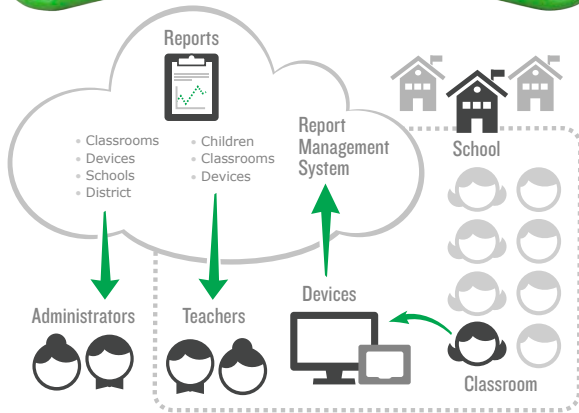 Reports
• Classrooms
• Devices
• Schools
• District
• Children
• Classrooms
• Devices
Report
Management
System
School
Administrators
Teachers
Devices
Classroom